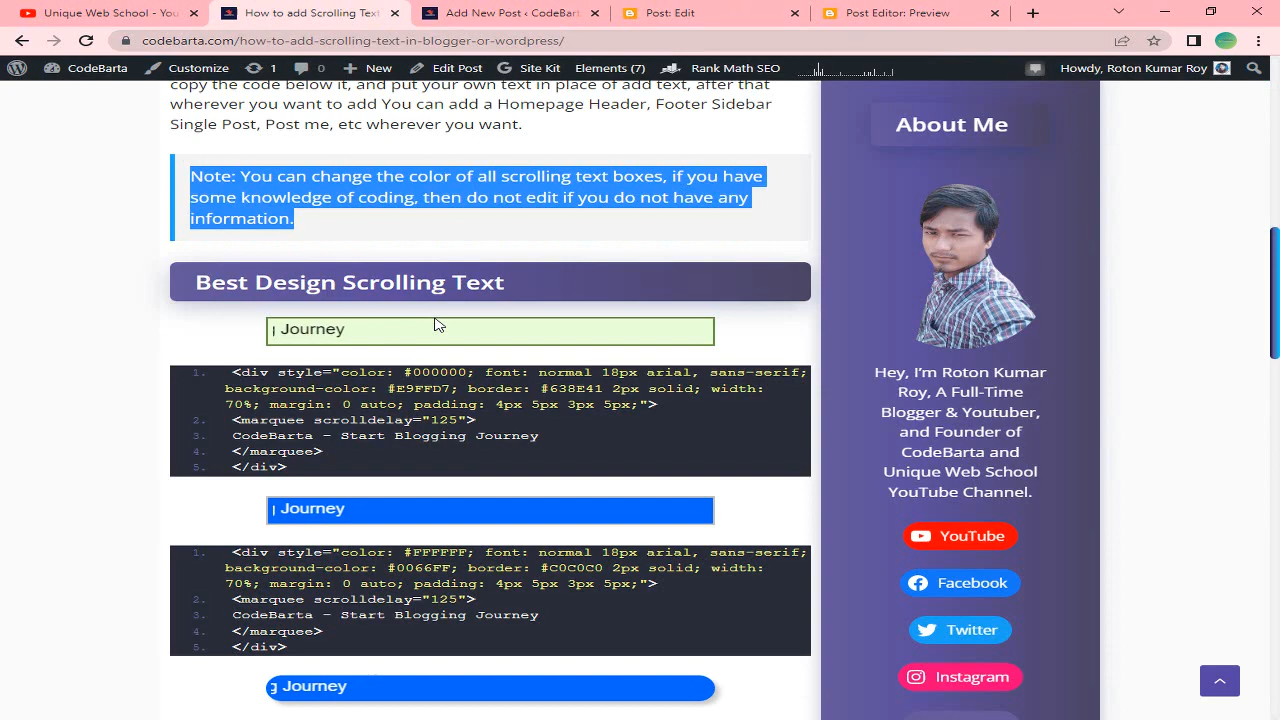 Unique Web School - You
How to add Scrolling Text
Add New Post ‹ CodeBarta
Post: Edit
Post Editor: Preview
codebarta.com/how-to-add-scrolling-text-in-blogger-or-wordpress/
CodeBarta
Customize
1
0
New
Edit Post
Site Kit
Elements (7)
Rank Math SEO
Howdy, Roton Kumar Roy
copy the code below it, and put your own text in place of add text, after that
wherever you want to add You can add a Homepage Header, Footer Sidebar
Single Post, Post me, etc wherever you want.
Note: You can change the color of all scrolling text boxes, if you have
some knowledge of coding, then do not edit if you do not have any
information.
Best Design Scrolling Text
Journey
1. <div style="color: #000000; font: normal 18px arial, sans-serif;
background-color: #E9FFD7; border: #638E41 2px solid; width:
70%; margin: 0 auto; padding: 4px 5px 3px 5px;">
2. <marquee scrolldelay="125">
3. CodeBarta - Start Blogging Journey
4. </marquee>
5. </div>
Journey
1. <div style="color: #FFFFFF; font: normal 18px arial, sans-serif;
background-color: #0066FF; border: #C0C0C0 2px solid; width:
70%; margin: 0 auto; padding: 4px 5px 3px 5px;">
2. <marquee scrolldelay="125">
3. CodeBarta - Start Blogging Journey
4. </marquee>
5. </div>
g Journey
About Me
Hey, I'm Roton Kumar
Roy, A Full-Time
Blogger & Youtuber,
and Founder of
CodeBarta and
Unique Web School
YouTube Channel.
YouTube
Facebook
Twitter
Instagram